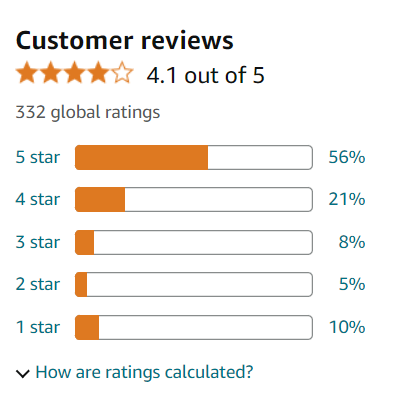 Customer reviews
4.1 out of 5
332 global ratings
5 star 56%
4 star 21%
3 star 8%
2 star 5%
1 star 10%
How are ratings calculated?